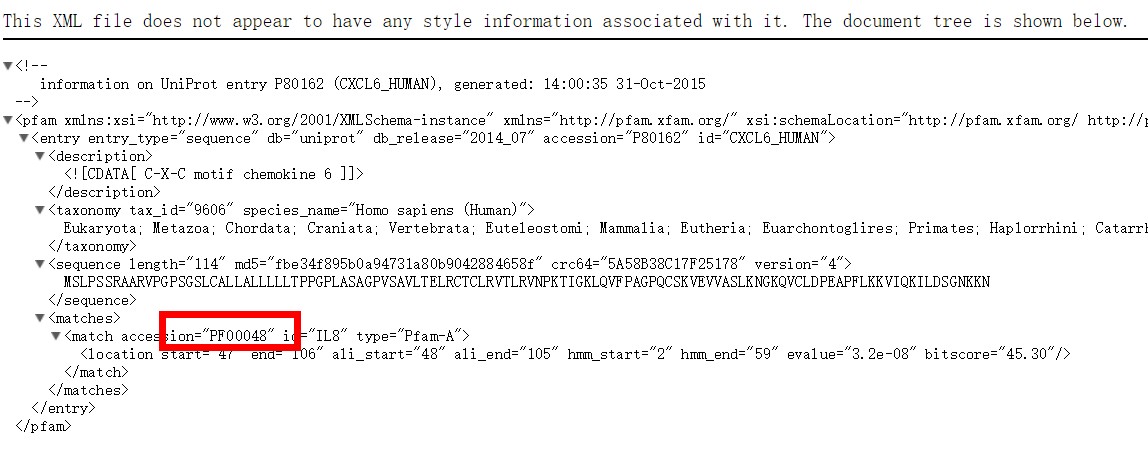 This XML file does not appear to have any style information associated with it. The document tree is shown below.
▼<!--
information on UniProt entry P80162 (CXCL6_HUMAN), generated: 14:00:35 31-Oct-2015
-->
▼<pfam xmlns:xsi="http://www.w3.org/2001/XMLSchema-instance" xmlns="http://pfam.xfam.org/" xsi:schemaLocation="http://pfam.xfam.org/ http://p
▼<entry entry_type="sequence" db="uniprot" db_release="2014_07" accession="P80162" id="CXCL6_HUMAN">
▼<description>
<![CDATA[ C-X-C motif chemokine 6 ]]>
</description>
▼<taxonomy tax_id="9606" species_name="Homo sapiens (Human)">
Eukaryota; Metazoa; Chordata; Craniata; Vertebrata; Euteleostomi; Mammalia; Eutheria; Euarchontoglires; Primates; Haplorrhini; Catarrh
</taxonomy>
▼<sequence length="114" md5="fbe34f895b0a94731a80b9042884658f" crc64="5A58B38C17F25178" version="4">
MSLPSSRAARVPGPSGSLCALLALLLLLTPPGPLASAGPVSAVLTELRCTCLRVTLRVNPKTIGKLQVFPAGPQCSKVEVVASLKNGKQVCLDPEAPFLKKVIQKILDSGNKKN
</sequence>
▼<matches>
▼<match accession="PF00048" id="IL8" type="Pfam-A">
<location start="47" end="106" ali_start="48" ali_end="105" hmm_start="2" hmm_end="59" evalue="3.2e-08" bitscore="45.30"/>
</match>
</matches>
</entry>
</pfam>